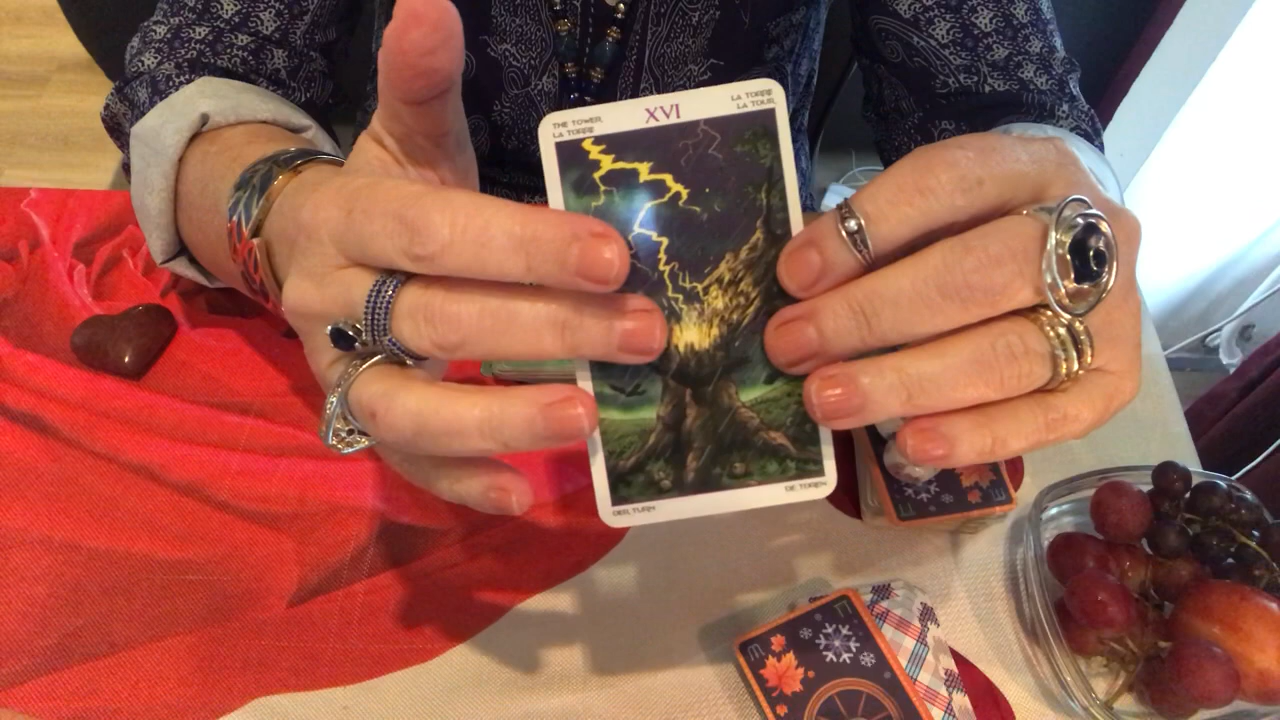 XVI
THE TOWER,
LA TORRE
LA TORRE
LA TOUR,
DER TURM
DE TOREN